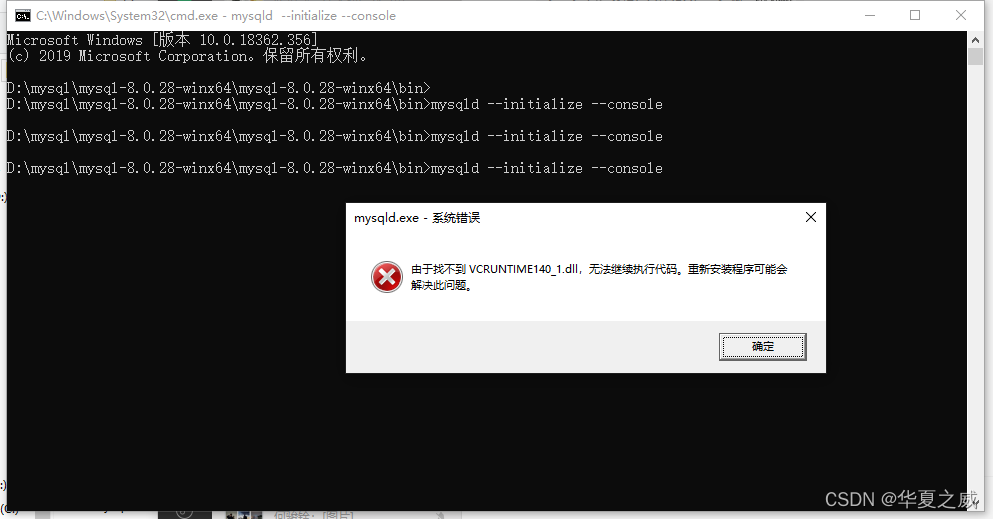 C:\Windows\System32\cmd.exe - mysqld  --initialize --console
Microsoft Windows [版本 10.0.18362.356]
(c) 2019 Microsoft Corporation。保留所有权利。
D:\mysql\mysql-8.0.28-winx64\mysql-8.0.28-winx64\bin>
D:\mysql\mysql-8.0.28-winx64\mysql-8.0.28-winx64\bin>mysqld --initialize --console
D:\mysql\mysql-8.0.28-winx64\mysql-8.0.28-winx64\bin>mysqld --initialize --console
D:\mysql\mysql-8.0.28-winx64\mysql-8.0.28-winx64\bin>mysqld --initialize --console
mysqld.exe - 系统错误
由于找不到 VCRUNTIME140_1.dll，无法继续执行代码。重新安装程序可能会
解决此问题。
确定
CSDN @华夏之威